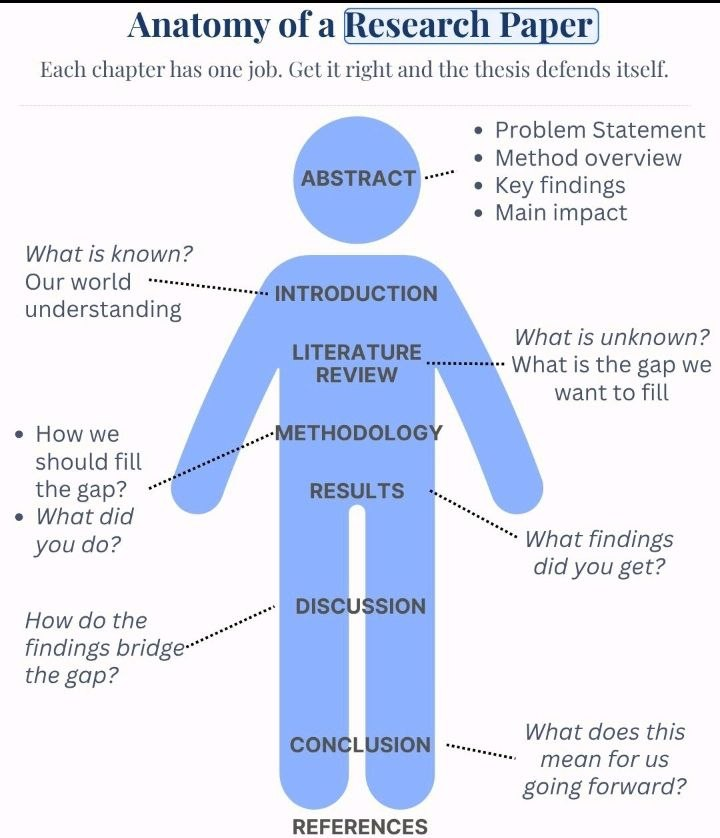 Anatomy of a Research Paper
Each chapter has one job. Get it right and the thesis defends itself.
ABSTRACT
• Problem Statement
• Method overview
• Key findings
• Main impact
What is known?
Our world
understanding
INTRODUCTION
LITERATURE
REVIEW
What is unknown?
What is the gap we
want to fill
• How we
should fill
the gap?
• What did
you do?
METHODOLOGY
RESULTS
What findings
did you get?
How do the
findings bridge
the gap?
DISCUSSION
CONCLUSION
What does this
mean for us
going forward?
REFERENCES